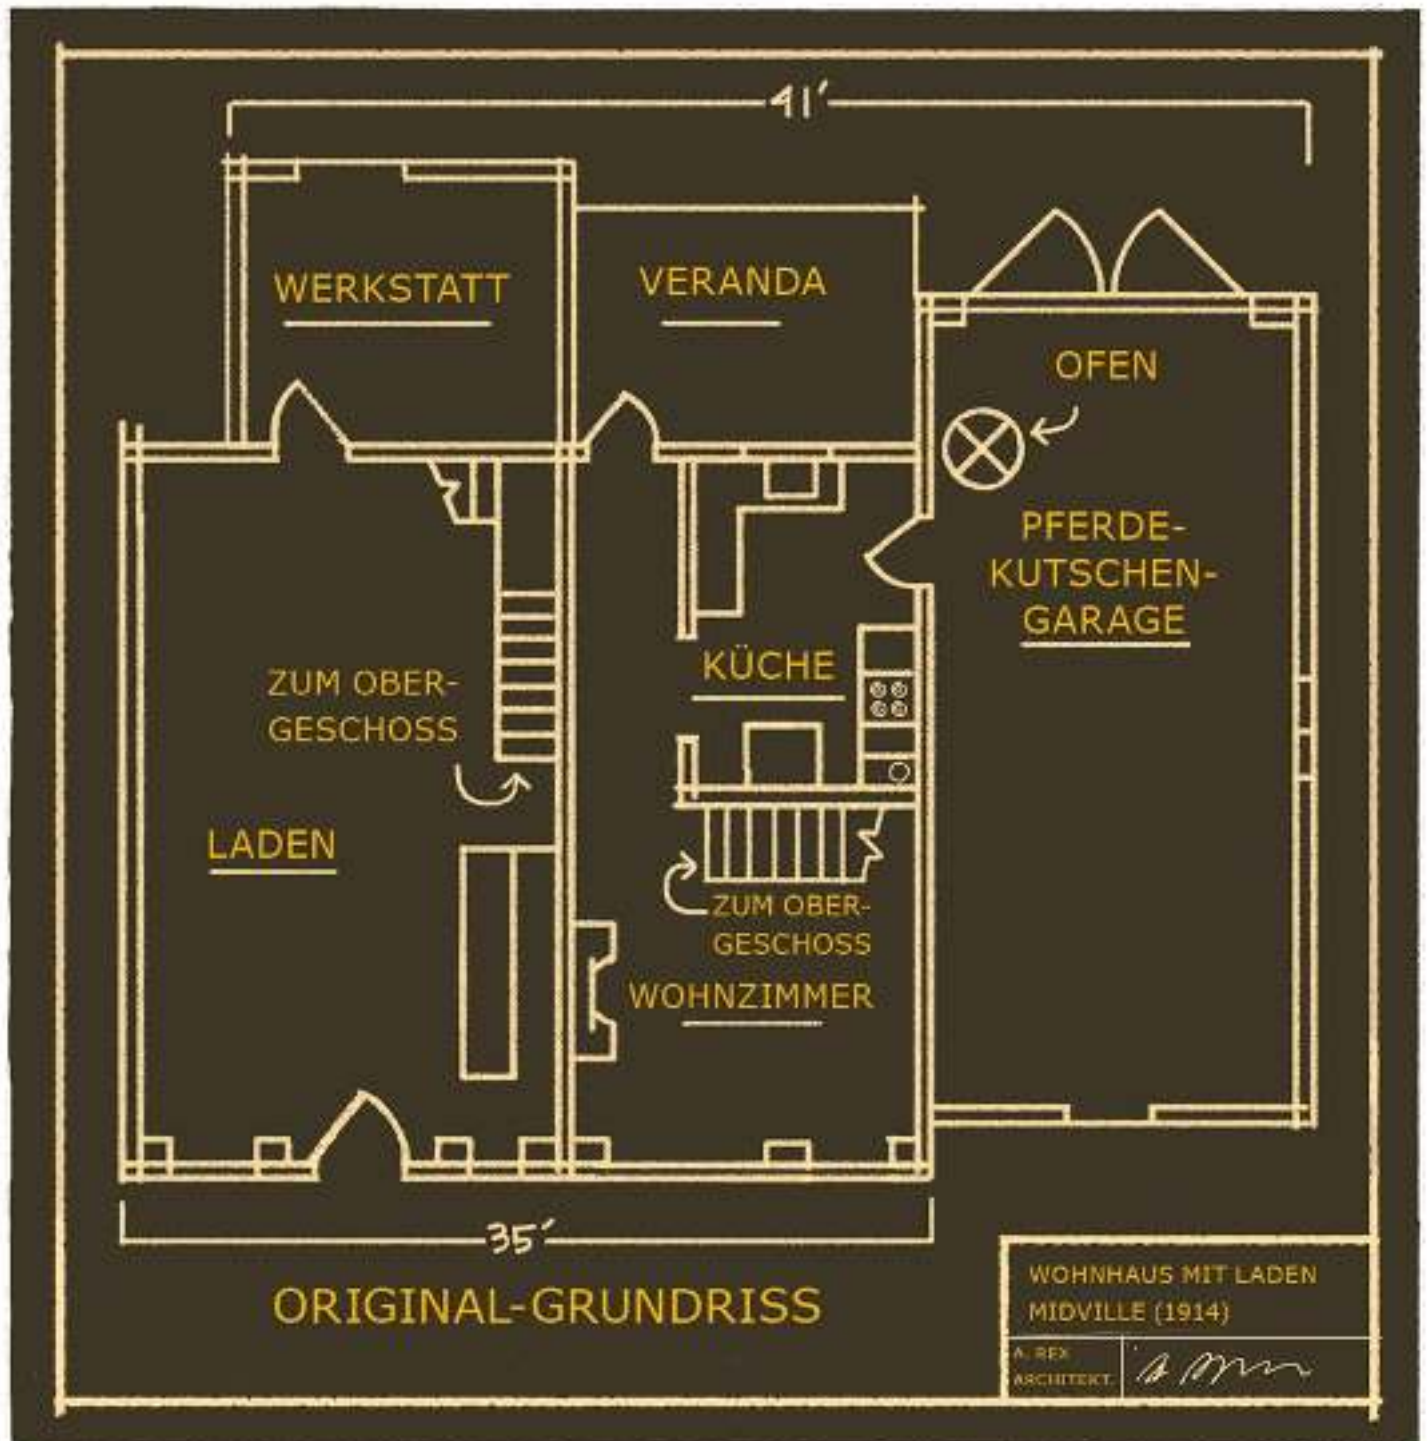 41′
WERKSTATT
VERANDA
OFEN
PFERDE-
KUTSCHEN-
GARAGE
KÜCHE
ZUM OBER-
GESCHOSS
LADEN
ZUM OBER-
GESCHOSS
WOHNZIMMER
35′
ORIGINAL-GRUNDRISS
WOHNHAUS MIT LADEN
MIDVILLE (1914)
A. REX
ARCHITEKT.